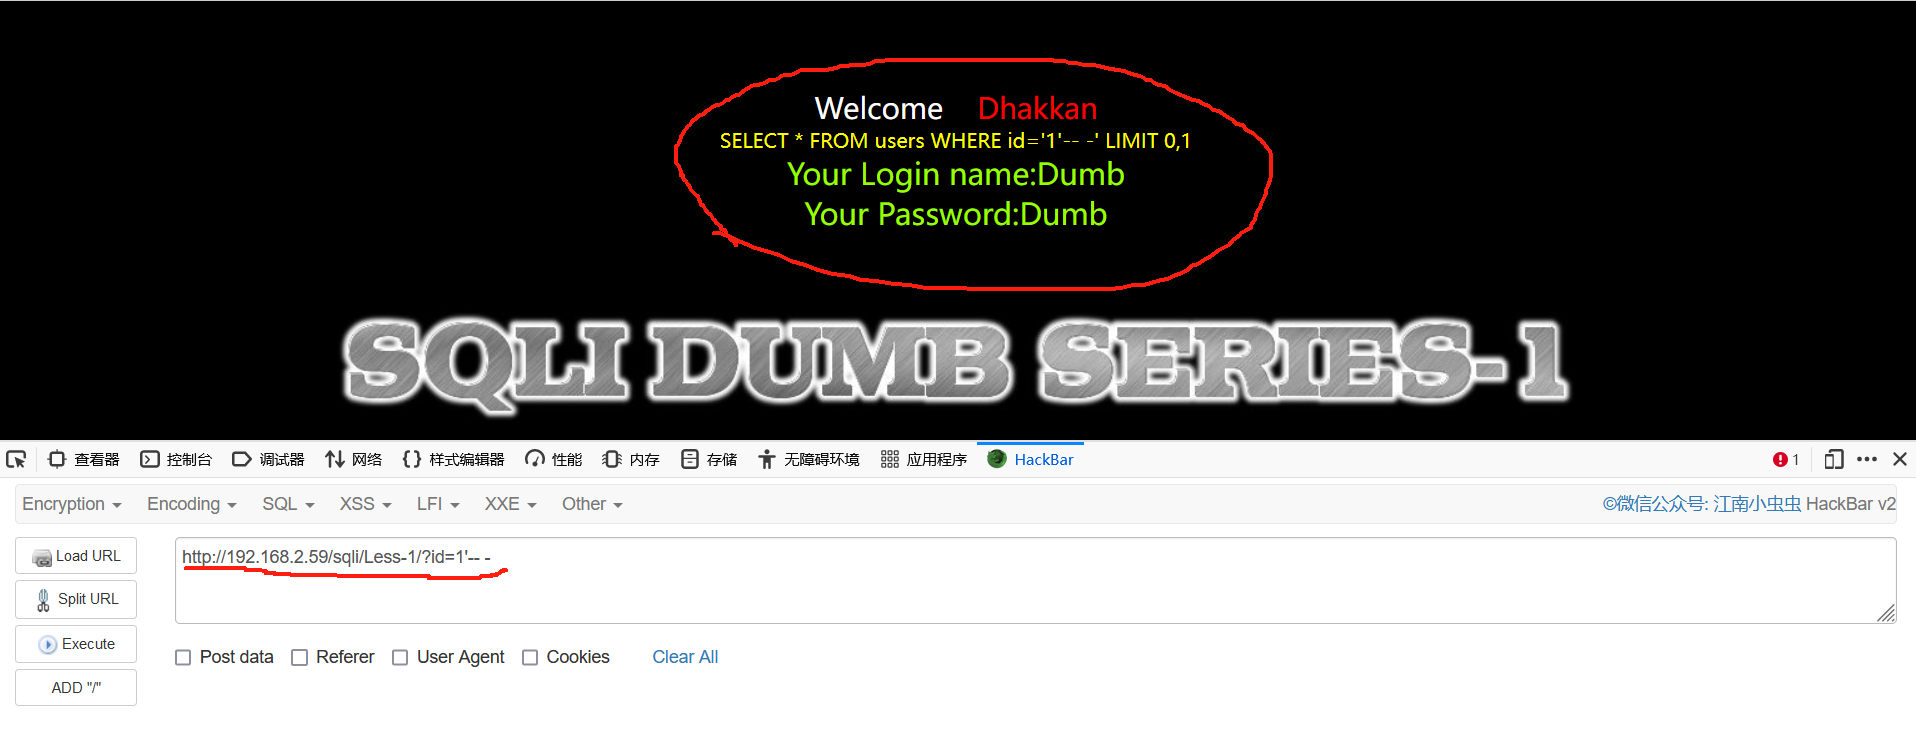 Welcome Dhakkan
SELECT * FROM users WHERE id='1'-- -' LIMIT 0,1
Your Login name:Dumb
Your Password:Dumb
SQLI DUMB SERIES-1
查看器 控制台 调试器 网络 {} 样式编辑器 性能 内存 存储 无障碍环境 应用程序 HackBar 1
Encryption Encoding SQL XSS LFI XXE Other ©微信公众号: 江南小虫虫 HackBar v2
Load URL http://192.168.2.59/sqli/Less-1/?id=1'-- -
Split URL
Execute
Post data Referer User Agent Cookies Clear All
ADD "/"